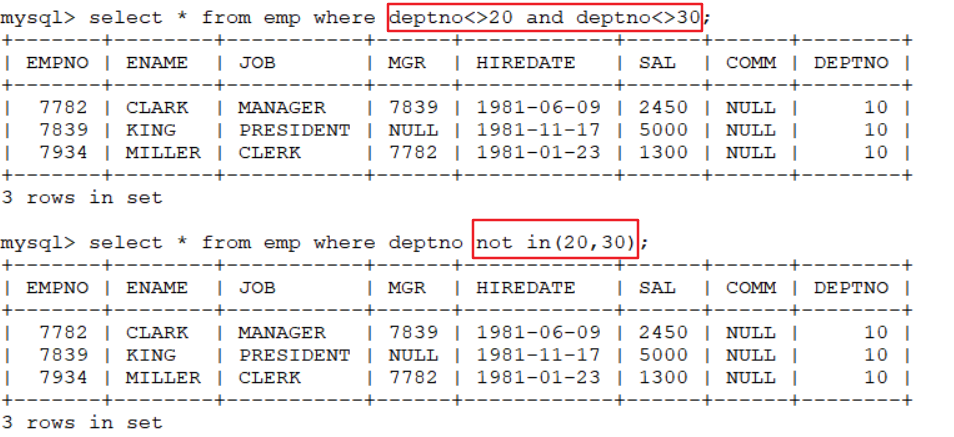 mysql> select * from emp where deptno<>20 and deptno<>30;
+-------+--------+-----------+------+------------+------+------+--------+
| EMPNO | ENAME  | JOB       | MGR  | HIREDATE   | SAL  | COMM | DEPTNO |
+-------+--------+-----------+------+------------+------+------+--------+
|  7782 | CLARK  | MANAGER   | 7839 | 1981-06-09 | 2450 | NULL |     10 |
|  7839 | KING   | PRESIDENT | NULL | 1981-11-17 | 5000 | NULL |     10 |
|  7934 | MILLER | CLERK     | 7782 | 1981-01-23 | 1300 | NULL |     10 |
+-------+--------+-----------+------+------------+------+------+--------+
3 rows in set
mysql> select * from emp where deptno not in(20,30);
+-------+--------+-----------+------+------------+------+------+--------+
| EMPNO | ENAME  | JOB       | MGR  | HIREDATE   | SAL  | COMM | DEPTNO |
+-------+--------+-----------+------+------------+------+------+--------+
|  7782 | CLARK  | MANAGER   | 7839 | 1981-06-09 | 2450 | NULL |     10 |
|  7839 | KING   | PRESIDENT | NULL | 1981-11-17 | 5000 | NULL |     10 |
|  7934 | MILLER | CLERK     | 7782 | 1981-01-23 | 1300 | NULL |     10 |
+-------+--------+-----------+------+------------+------+------+--------+
3 rows in set